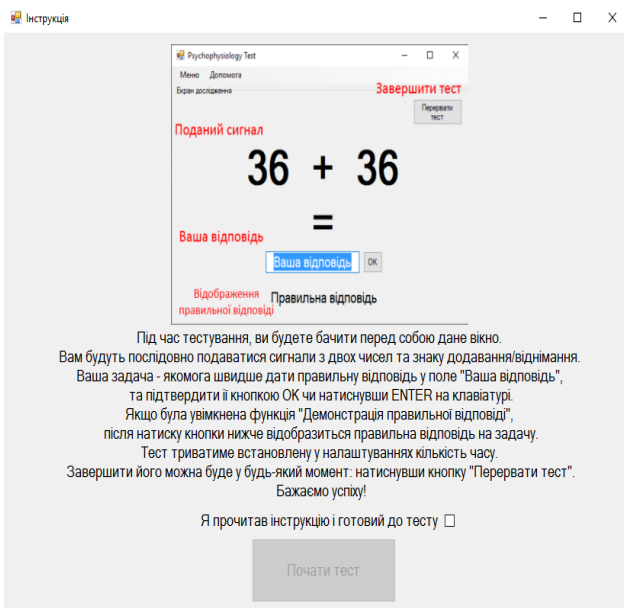 Інструкція
Psychophysiology Test
Меню Допомога
Екран дослідження
Завершити тест
Перервати
тест
Поданий сигнал
36 + 36
=
Ваша відповідь
Ваша відповідь OK
Відображення
правильної відповіді
Правильна відповідь
Під час тестування, ви будете бачити перед собою дане вікно.
Вам будуть послідовно подаватися сигнали з двох чисел та знаку додавання/віднімання.
Ваша задача - якомога швидше дати правильну відповідь у поле "Ваша відповідь",
та підтвердити її кнопкою ОК чи натиснувши ENTER на клавіатурі.
Якщо була увімкнена функція "Демонстрація правильної відповіді",
після натиску кнопки нижче відобразиться правильна відповідь на задачу.
Тест триватиме встановлену у налаштуваннях кількість часу.
Завершити його можна буде у будь-який момент: натиснувши кнопку "Перервати тест".
Бажаємо успіху!
Я прочитав інструкцію і готовий до тесту
Почати тест